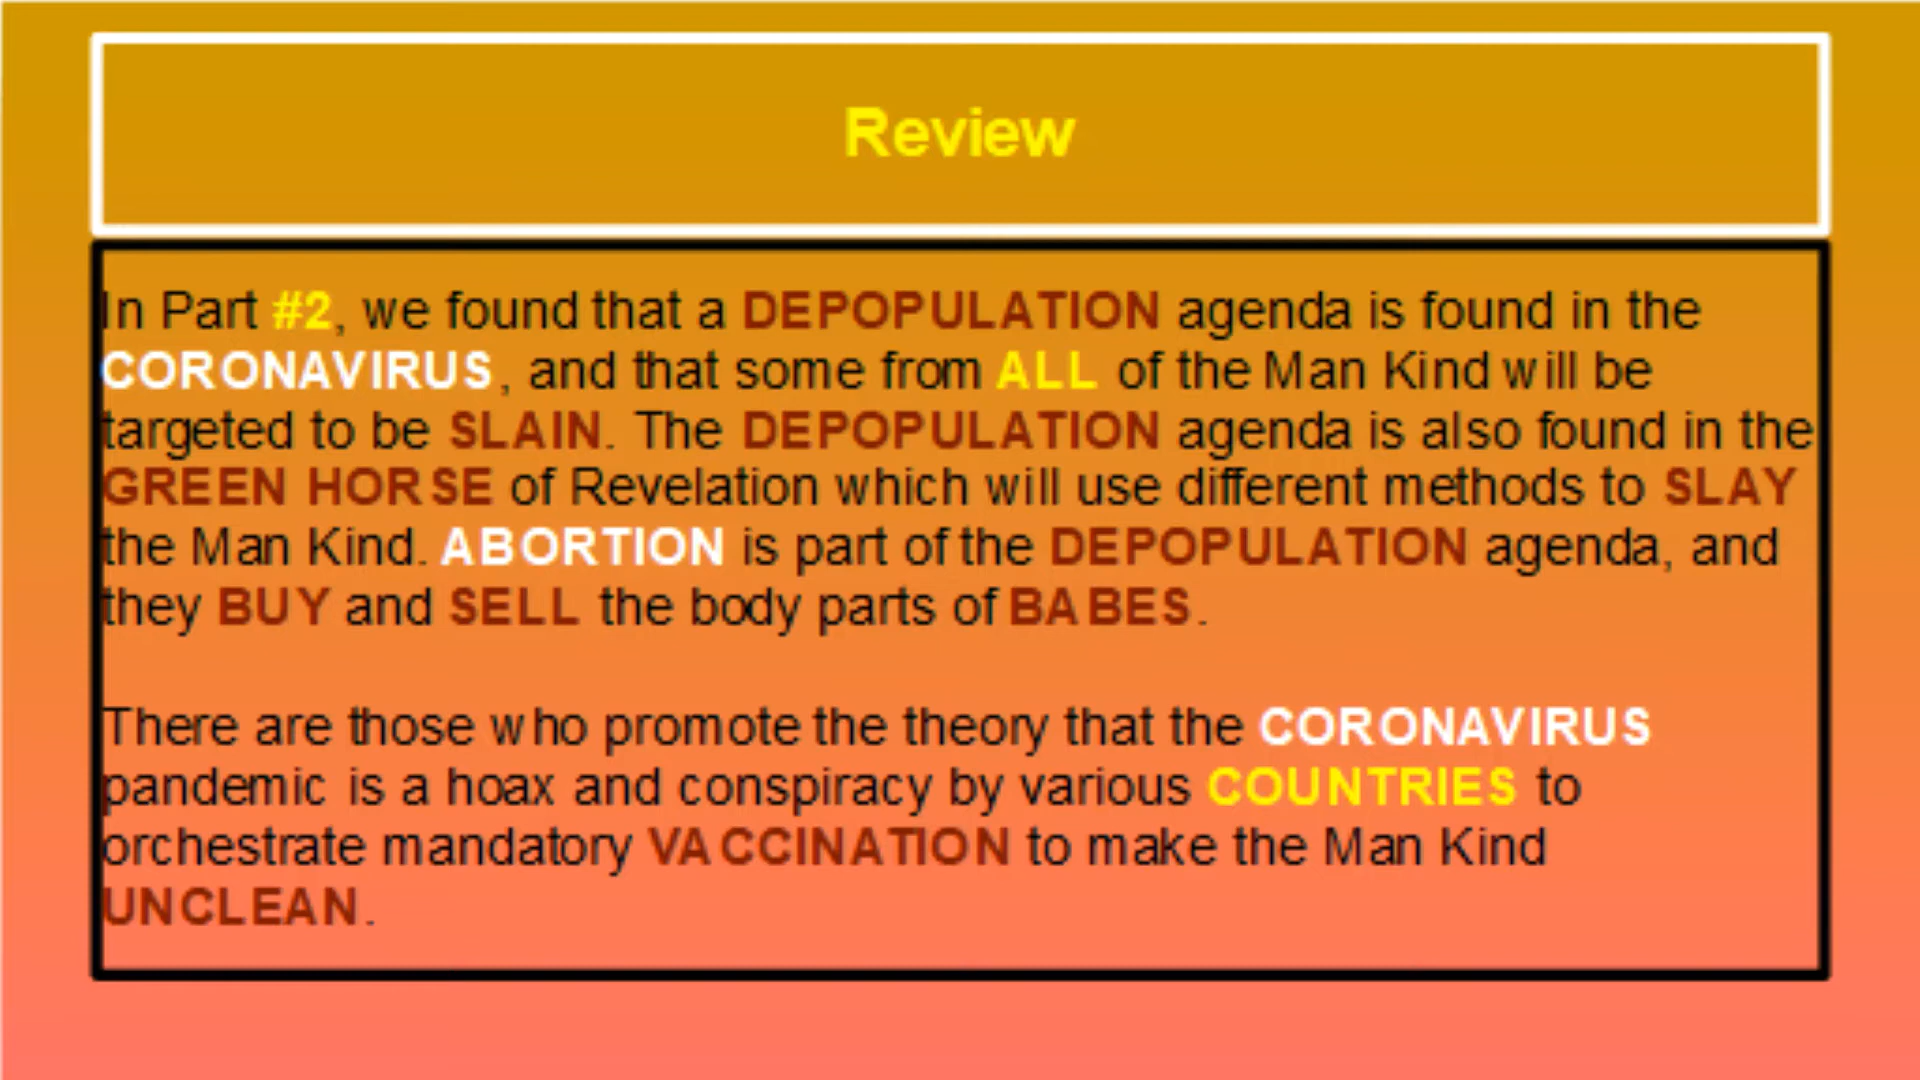 Review
In Part #2, we found that a DEPOPULATION agenda is found in the
CORONAVIRUS, and that some from ALL of the Man Kind will be
targeted to be SLAIN. The DEPOPULATION agenda is also found in the
GREEN HORSE of Revelation which will use different methods to SLAY
the Man Kind. ABORTION is part of the DEPOPULATION agenda, and
they BUY and SELL the body parts of BABES.
There are those who promote the theory that the CORONAVIRUS
pandemic is a hoax and conspiracy by various COUNTRIES to
orchestrate mandatory VACCINATION to make the Man Kind
UNCLEAN.